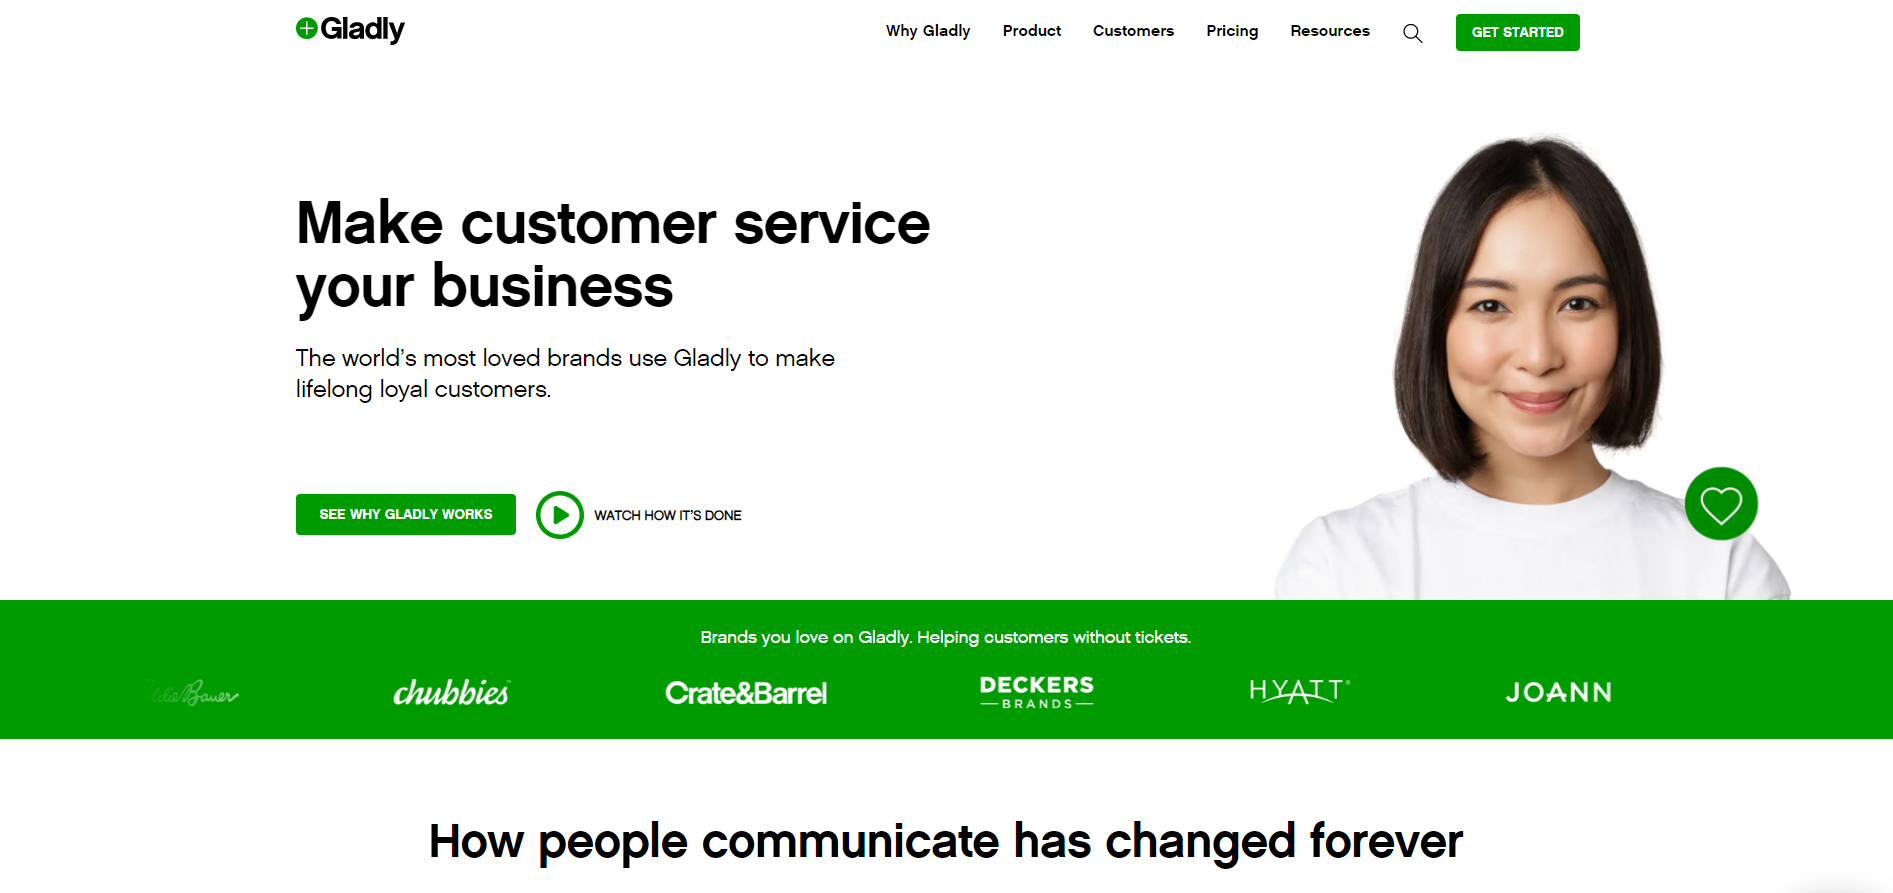 Gladly
Why Gladly Product Customers Pricing Resources GET STARTED
Make customer service
your business
The world's most loved brands use Gladly to make
lifelong loyal customers.
SEE WHY GLADLY WORKS WATCH HOW IT'S DONE
Brands you love on Gladly. Helping customers without tickets.
Bauer chubbies™ Crate&Barrel DECKERS HYATT® JOANN
BRANDS
How people communicate has changed forever